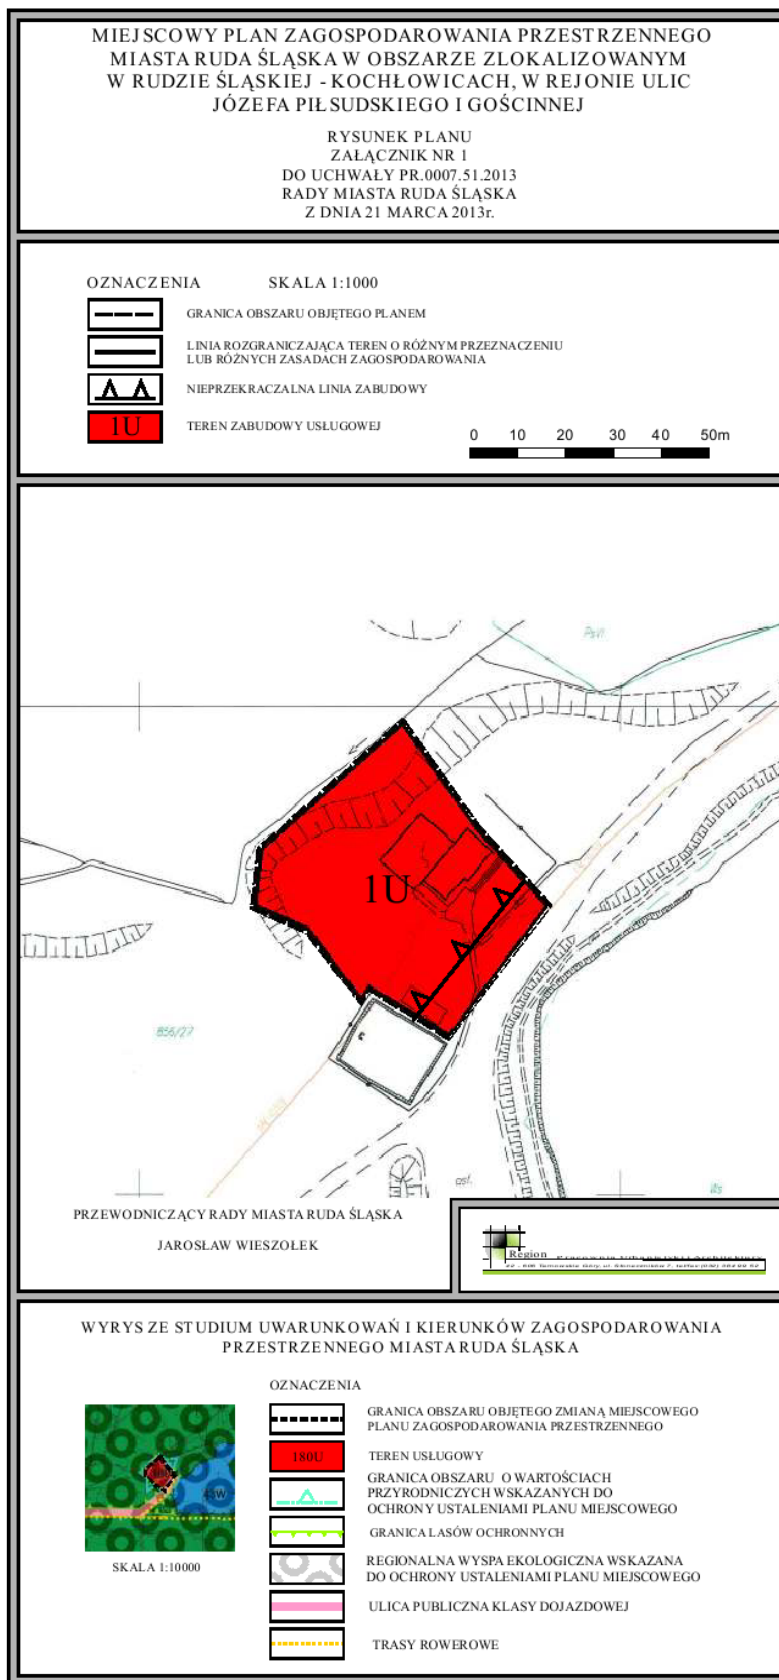 MIEJSCOWY PLAN ZAGOSPODAROWANIA PRZESTRZENNEGO
MIASTA RUDA ŚLĄSKA W OBSZARZE ZLOKALIZOWANYM
W RUDZIE ŚLĄSKIEJ - KOCHŁOWICACH, W REJONIE ULIC
JÓZEFA PIŁSUDSKIEGO I GOŚCINNEJ
RYSUNEK PLANU
ZAŁĄCZNIK NR 1
DO UCHWAŁY PR.0007.51.2013
RADY MIASTA RUDA ŚLĄSKA
Z DNIA 21 MARCA 2013r.
OZNACZENIA SKALA 1:1000
GRANICA OBSZARU OBJĘTEGO PLANEM
LINIA ROZGRANICZAJĄCA TEREN O RÓŻNYM PRZEZNACZENIU
LUB RÓŻNYCH ZASADACH ZAGOSPODAROWANIA
NIEPRZEKRACZALNA LINIA ZABUDOWY
1U TEREN ZABUDOWY USŁUGOWEJ
0 10 20 30 40 50m
PsVI
1U
856/27
Ws
PRZEWODNICZĄCY RADY MIASTA RUDA ŚLĄSKA
JAROSŁAW WIESZOŁEK
Region
WYRYS ZE STUDIUM UWARUNKOWAŃ I KIERUNKÓW ZAGOSPODAROWANIA
PRZESTRZENNEGO MIASTA RUDA ŚLĄSKA
OZNACZENIA
GRANICA OBSZARU OBJĘTEGO ZMIANĄ MIEJSCOWEGO
PLANU ZAGOSPODAROWANIA PRZESTRZENNEGO
180U TEREN USŁUGOWY
GRANICA OBSZARU O WARTOŚCIACH
PRZYRODNICZYCH WSKAZANYCH DO
OCHRONY USTALENIAMI PLANU MIEJSCOWEGO
GRANICA LASÓW OCHRONNYCH
REGIONALNA WYSPA EKOLOGICZNA WSKAZANA
DO OCHRONY USTALENIAMI PLANU MIEJSCOWEGO
ULICA PUBLICZNA KLASY DOJAZDOWEJ
TRASY ROWEROWE
SKALA 1:10000